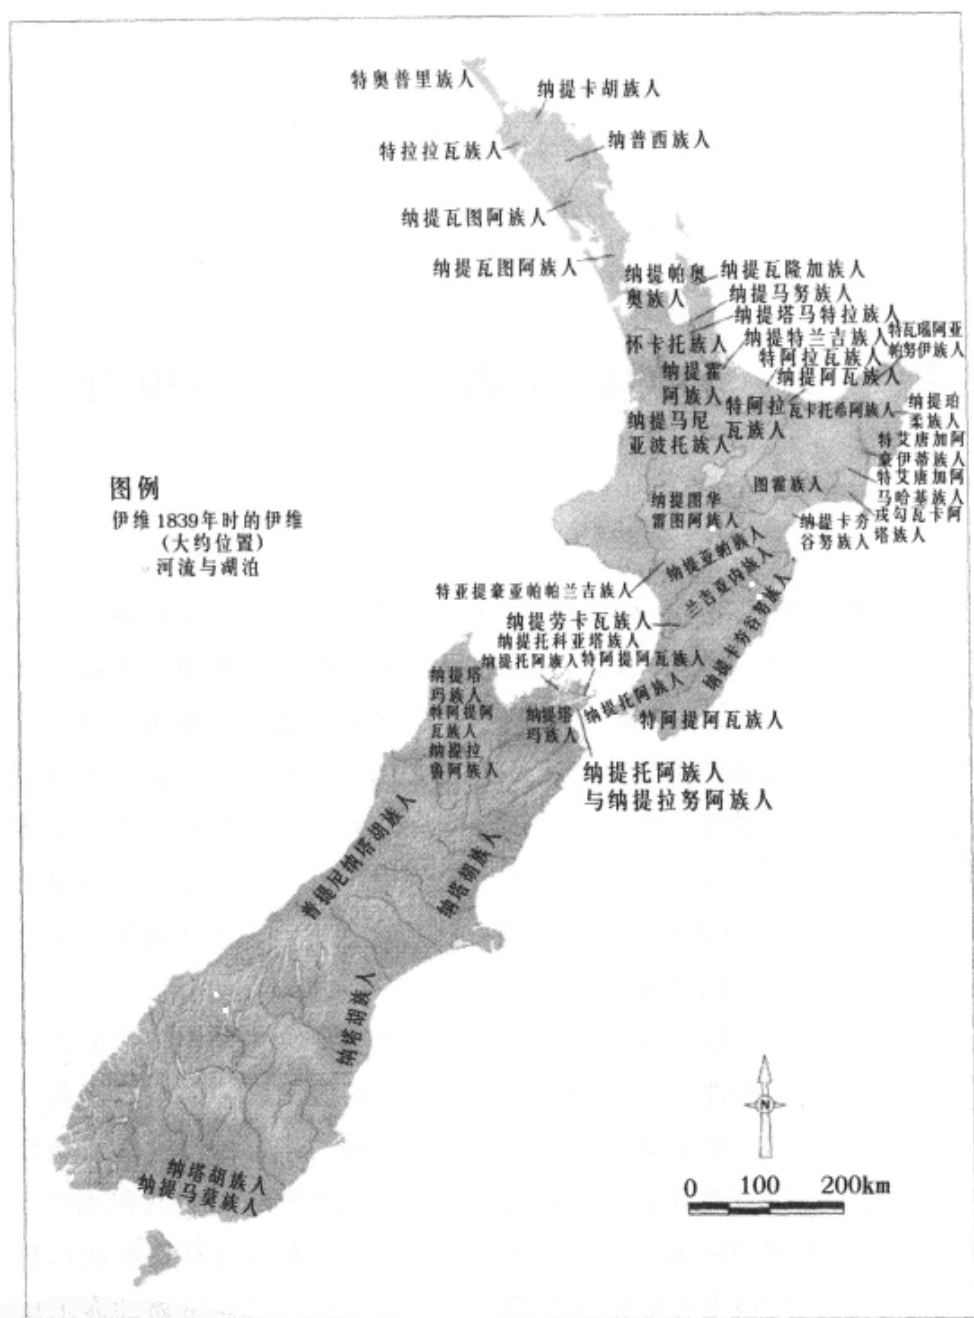 特奥普里族人
纳提卡胡族人
纳普西族人
特拉拉瓦族人
纳提瓦图阿族人
纳提瓦图阿族人
纳提帕奥
奥族人
纳提瓦隆加族人
纳提马努族人
纳提塔马特拉族人
怀卡托族人
纳提特兰吉族人
特瓦瑙阿亚
帕努伊族人
特阿拉瓦族人
纳提霍
阿族人
纳提阿瓦族人
特阿拉
瓦族人
瓦卡托希阿族人
纳提珀
柔族人
纳提马尼
亚波托族人
特艾唐加阿
豪伊蒂族人
特艾唐加阿
马哈基族人
图霍族人
纳提图华
雷图阿族人
戎勾瓦卡阿
塔族人
纳提卡夯
谷努族人
图例
伊维 1839年时的伊维
(大约位置)
河流与湖泊
纳提亚帕族人
兰吉亚内族人
纳提卡夯谷努族人
特亚提豪亚帕帕兰吉族人
纳提劳卡瓦族人
纳提托科亚塔族人
纳提托阿族人
特阿提阿瓦族人
纳提塔
玛族人
特阿提阿
瓦族人
纳提拉
鲁阿族人
纳提塔
玛族人
纳提托阿族人
特阿提阿瓦族人
纳提托阿族人
与纳提拉努阿族人
普提尼纳塔胡族人
纳塔胡族人
纳塔胡族人
纳塔胡族人
纳提马莫族人
N
0 100 200km